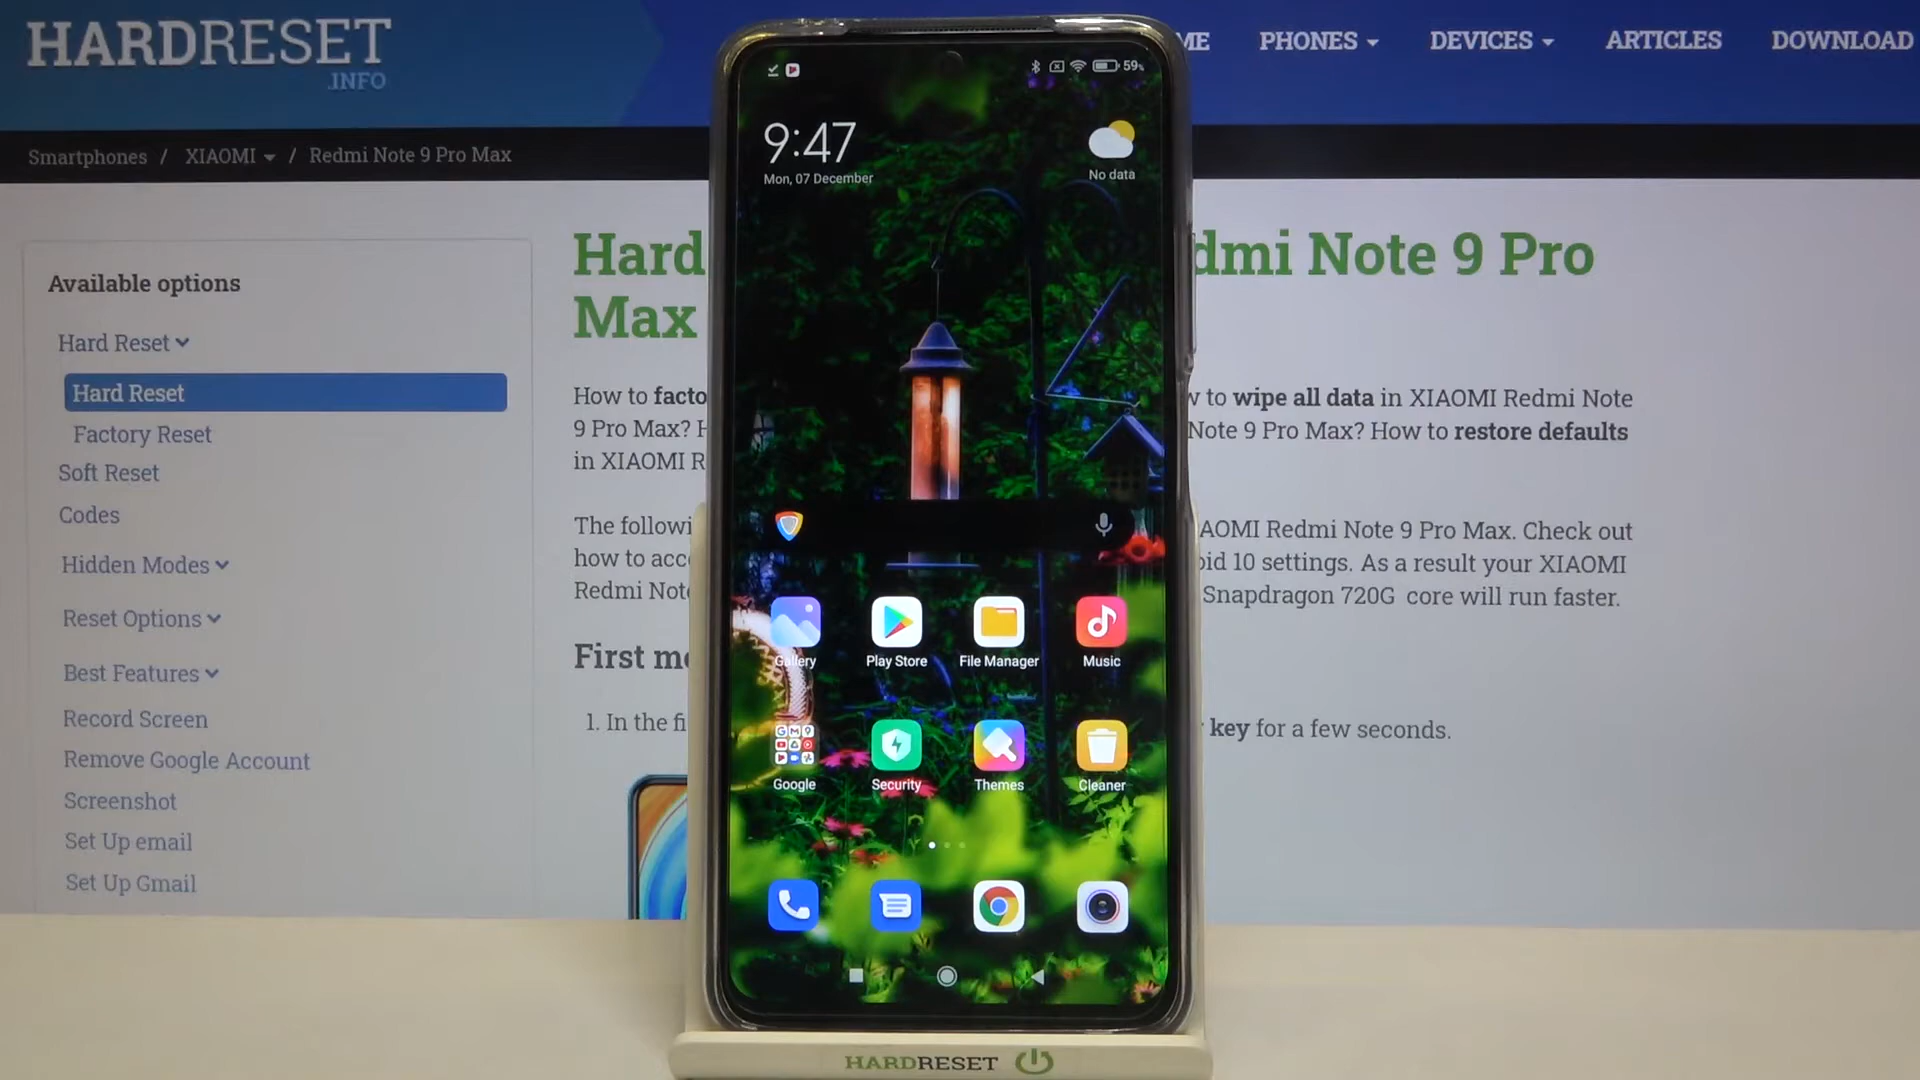 HARDRESET
.INFO
PHONES
DEVICES
ARTICLES
DOWNLOAD
Smartphones / XIAOMI / Redmi Note 9 Pro Max
Available options
Hard Reset
Hard Reset
Factory Reset
Soft Reset
Codes
Hidden Modes
Reset Options
Best Features
Record Screen
Remove Google Account
Screenshot
Set Up email
Set Up Gmail
Hard
dmi Note 9 Pro
Max
How to facto
to wipe all data in XIAOMI Redmi Note
9 Pro Max? H
Note 9 Pro Max? How to restore defaults
in XIAOMI R
The followi
AOMI Redmi Note 9 Pro Max. Check out
how to acc
oid 10 settings. As a result your XIAOMI
Redmi Not
Snapdragon 720G core will run faster.
First me
1. In the fi
key for a few seconds.
59%
9:47
Mon, 07 December
No data
Gallery
Play Store
File Manager
Music
Google
Security
Themes
Cleaner
HARDRESET